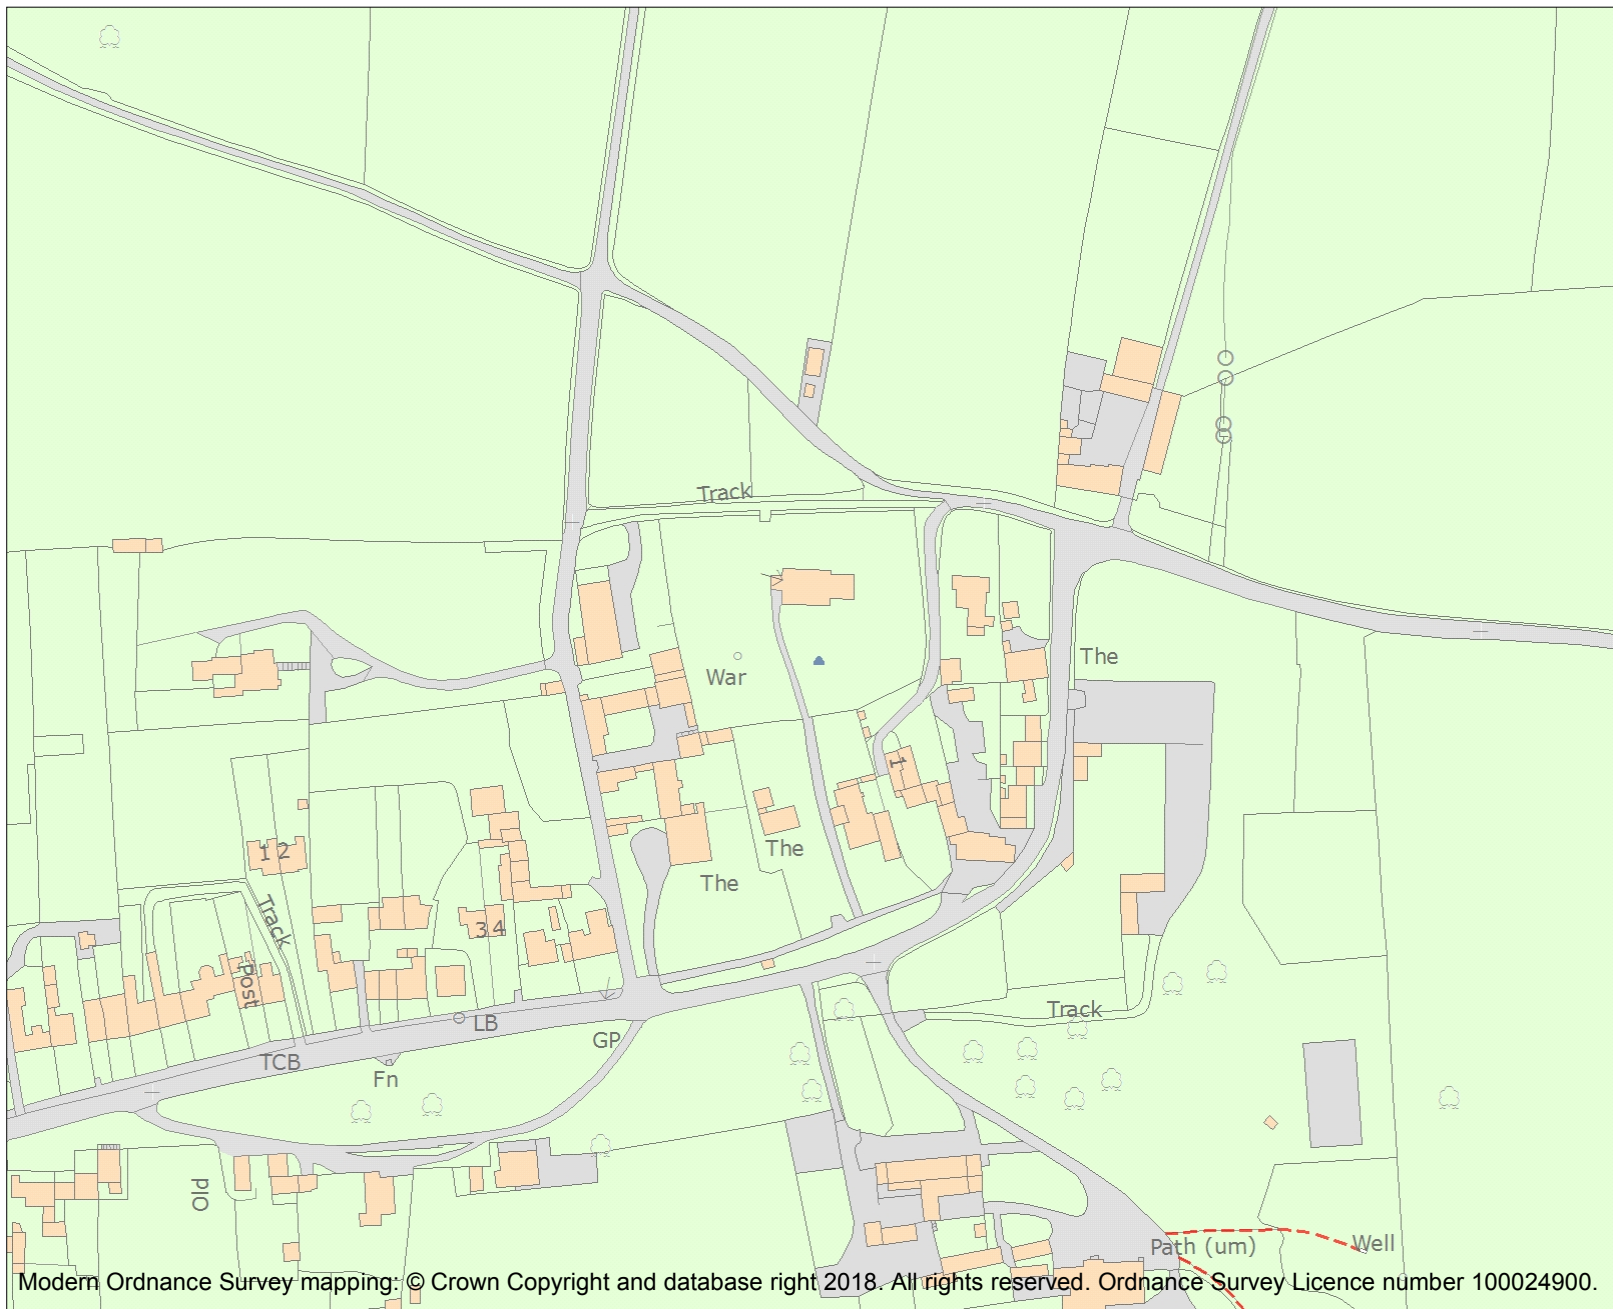 Track
The
War
1
The
1 2
The
Track
3 4
Post
Track
LB
GP
TCB
Fn
Old
Path (um)
Well
Modern Ordnance Survey mapping: © Crown Copyright and database right 2018. All rights reserved. Ordnance Survey Licence number 100024900.